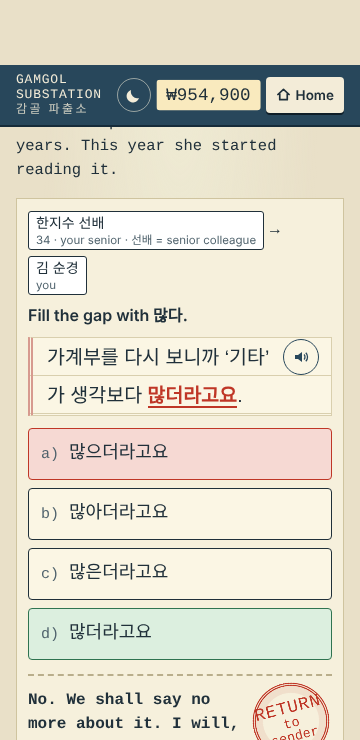 GAMGOL
SUBSTATION
감골 파출소
₩954,900
Home
years. This year she started
reading it.
한지수 선배
34 · your senior · 선배 = senior colleague
→
김 순경
you
Fill the gap with 많다.
가계부를 다시 보니까 ‘기타’
가 생각보다 많더라고요.
a) 많으더라고요
b) 많아더라고요
c) 많은더라고요
d) 많더라고요
No. We shall say no
more about it. I will,
RETURN
to
sender